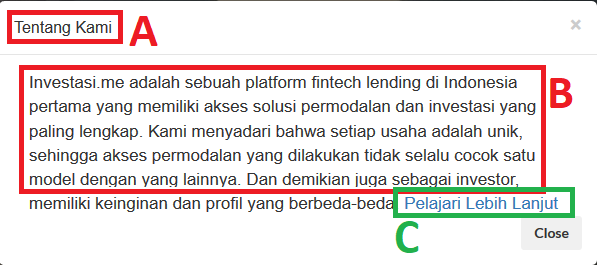 Tentang Kami A ×
Investasi.me adalah sebuah platform fintech lending di Indonesia
pertama yang memiliki akses solusi permodalan dan investasi yang B
paling lengkap. Kami menyadari bahwa setiap usaha adalah unik,
sehingga akses permodalan yang dilakukan tidak selalu cocok satu
model dengan yang lainnya. Dan demikian juga sebagai investor,
memiliki keinginan dan profil yang berbeda-beda Pelajari Lebih Lanjut
C Close